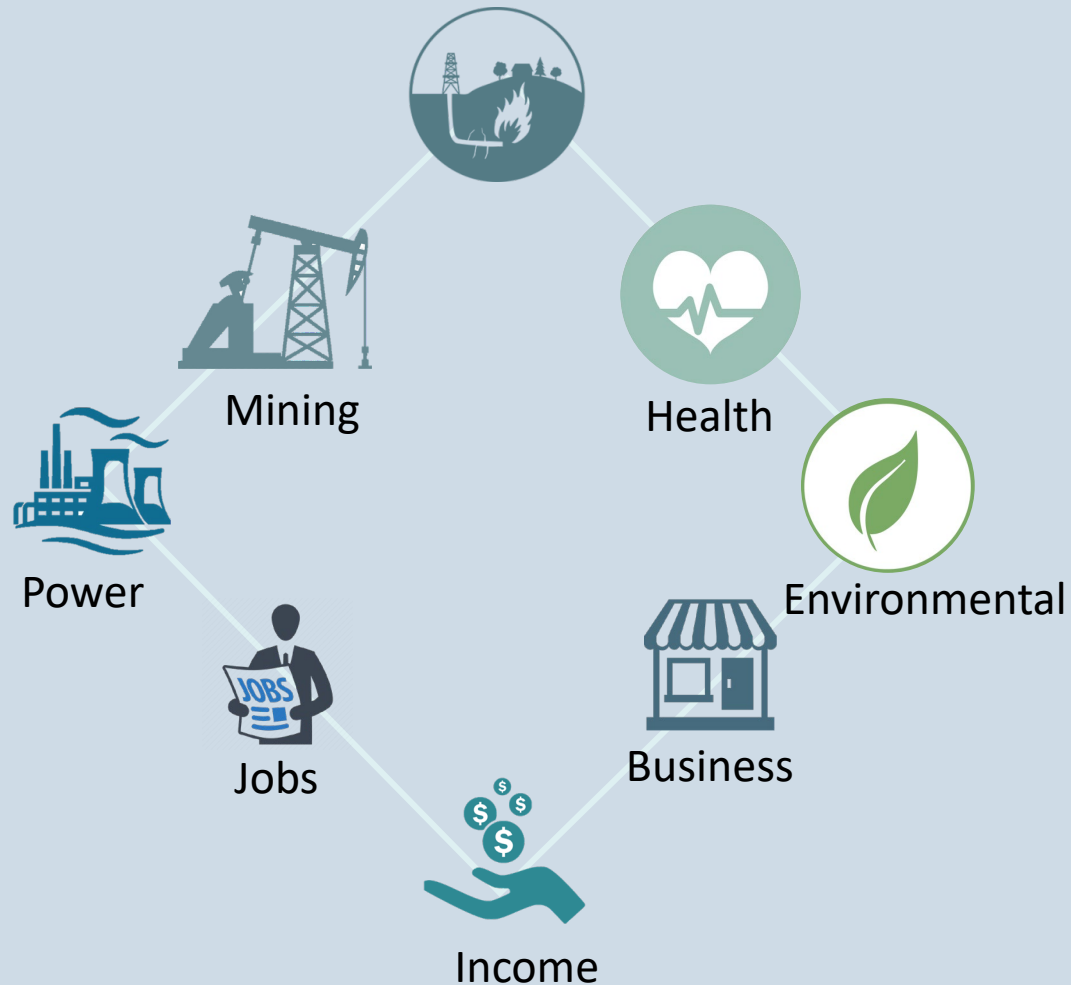 Mining
Health
Power
Environmental
JOBS
Jobs
Business
$
$
$
$
Income